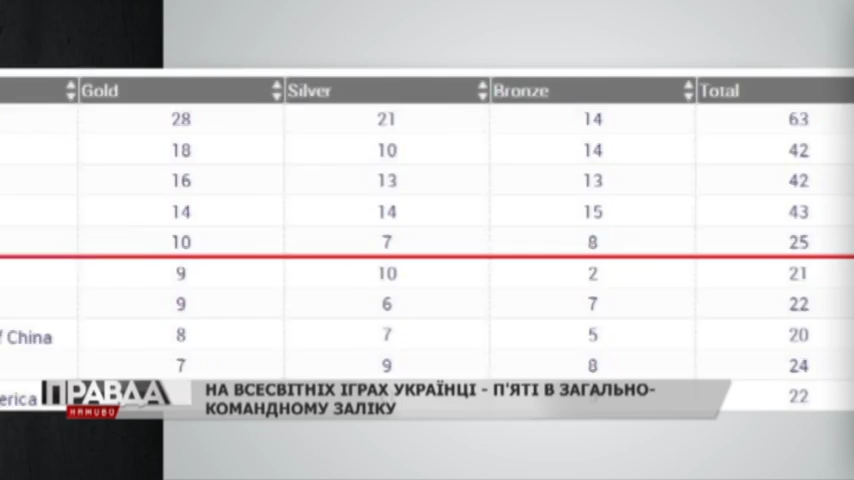 Gold Silver Bronze Total
28 21 14 63
18 10 14 42
16 13 13 42
14 14 15 43
10 7 8 25
9 10 2 21
9 6 7 22
f China 8 7 5 20
7 9 8 24
erica 22
ПРАВДА
НАЖИВО
НА ВСЕСВІТНІХ ІГРАХ УКРАЇНЦІ - П'ЯТІ В ЗАГАЛЬНО-
КОМАНДНОМУ ЗАЛІКУ